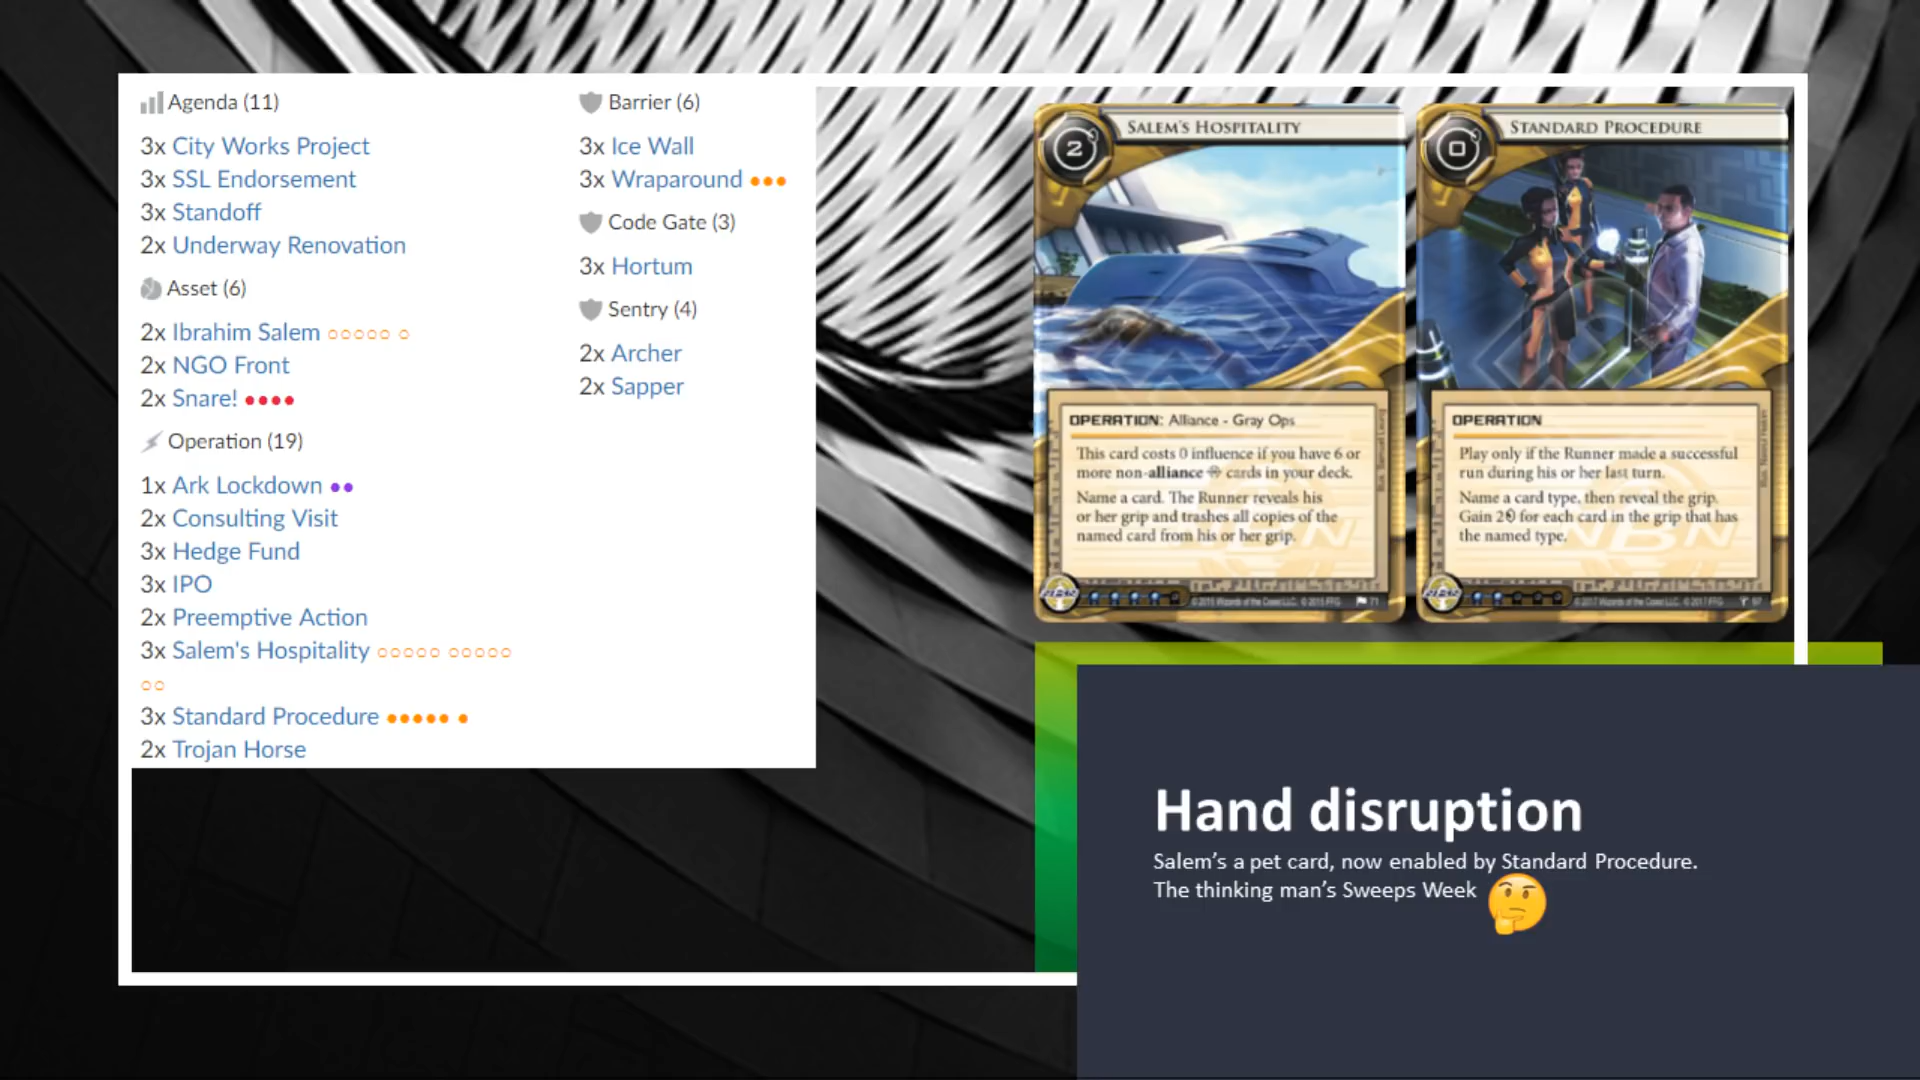 Agenda (11)
3x City Works Project
3x SSL Endorsement
3x Standoff
2x Underway Renovation
Asset (6)
2x Ibrahim Salem ○○○○○ ○
2x NGO Front
2x Snare! ●●●●
Operation (19)
1x Ark Lockdown ●●
2x Consulting Visit
3x Hedge Fund
3x IPO
2x Preemptive Action
3x Salem's Hospitality ○○○○○ ○○○○○
○○
3x Standard Procedure ●●●●● ●
2x Trojan Horse
Barrier (6)
3x Ice Wall
3x Wraparound ●●●
Code Gate (3)
3x Hortum
Sentry (4)
2x Archer
2x Sapper
2
SALEM'S HOSPITALITY
OPERATION: Alliance - Gray Ops
This card costs 0 influence if you have 6 or
more non-alliance cards in your deck.
Name a card. The Runner reveals his
or her grip and trashes all copies of the
named card from his or her grip.
0
STANDARD PROCEDURE
OPERATION
Play only if the Runner made a successful
run during his or her last turn.
Name a card type, then reveal the grip.
Gain 2 for each card in the grip that has
the named type.
Hand disruption
Salem's a pet card, now enabled by Standard Procedure.
The thinking man's Sweeps Week